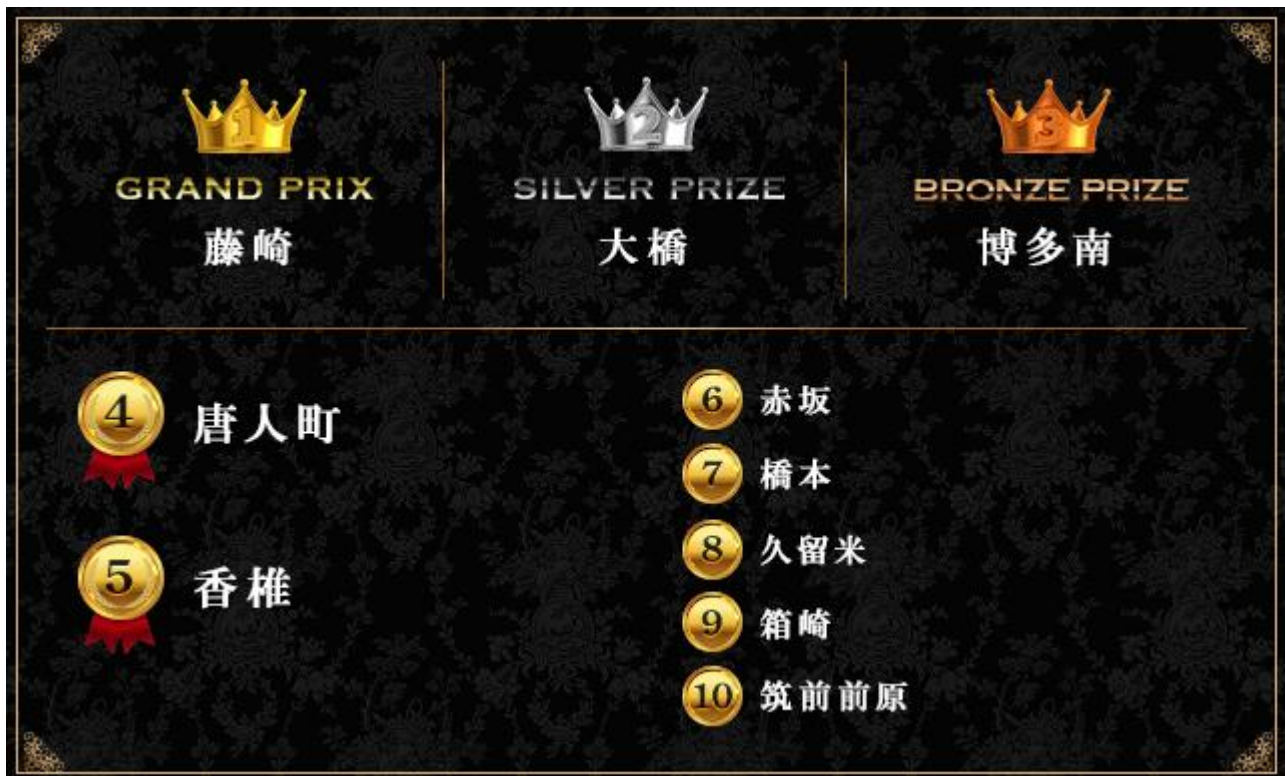 1
GRAND PRIX
藤崎
2
SILVER PRIZE
大橋
3
BRONZE PRIZE
博多南
4 唐人町
5 香椎
6 赤坂
7 橋本
8 久留米
9 箱崎
10 筑前前原